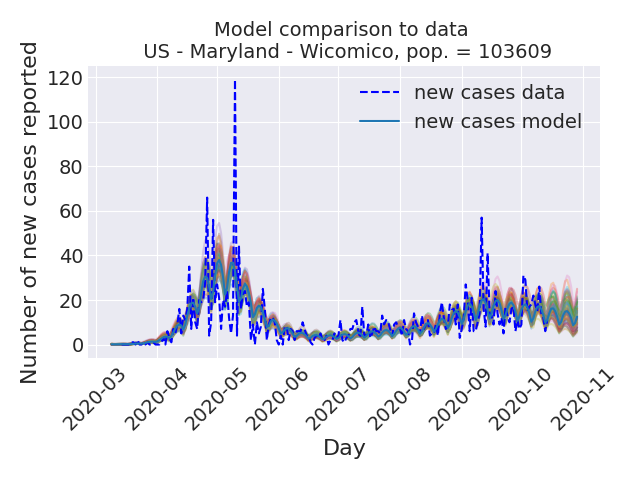 Model comparison to data
US - Maryland - Wicomico, pop. = 103609
Number of new cases reported
120
100
80
60
40
20
0
new cases data
new cases model
2020-03
2020-04
2020-05
2020-06
2020-07
2020-08
2020-09
2020-10
2020-11
Day